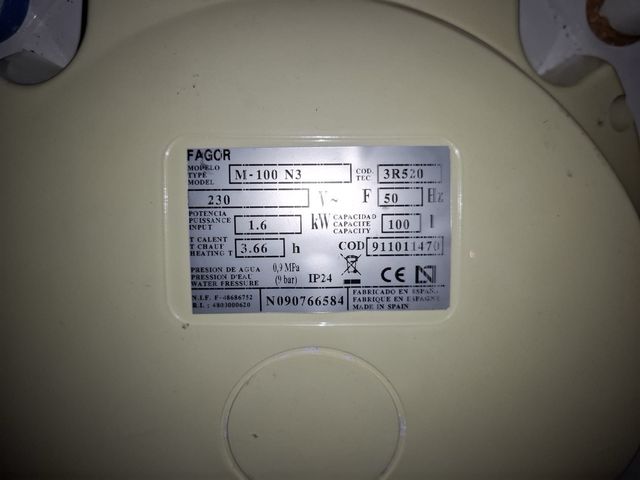 FAGOR
MODELO
TYPE
MODEL
M-100 N3
COD.
TEC.
3R520
230 V~ F 50 Hz
POTENCIA
PUISSANCE
INPUT
1.6 kW
CAPACIDAD
CAPACITE
CAPACITY
100 l
T CALENT
T CHAUF
HEATING T
3.66 h
COD 911011470
PRESION DE AGUA
PRESSION D'EAU
WATER PRESSURE
0,9 MPa
(9 bar)
IP24
CE N
N.I.F. F-48686752
R.I. : 4803000620
N090766584
FABRICADO EN ESPAÑA
FABRIQUE EN ESPAGNE
MADE IN SPAIN